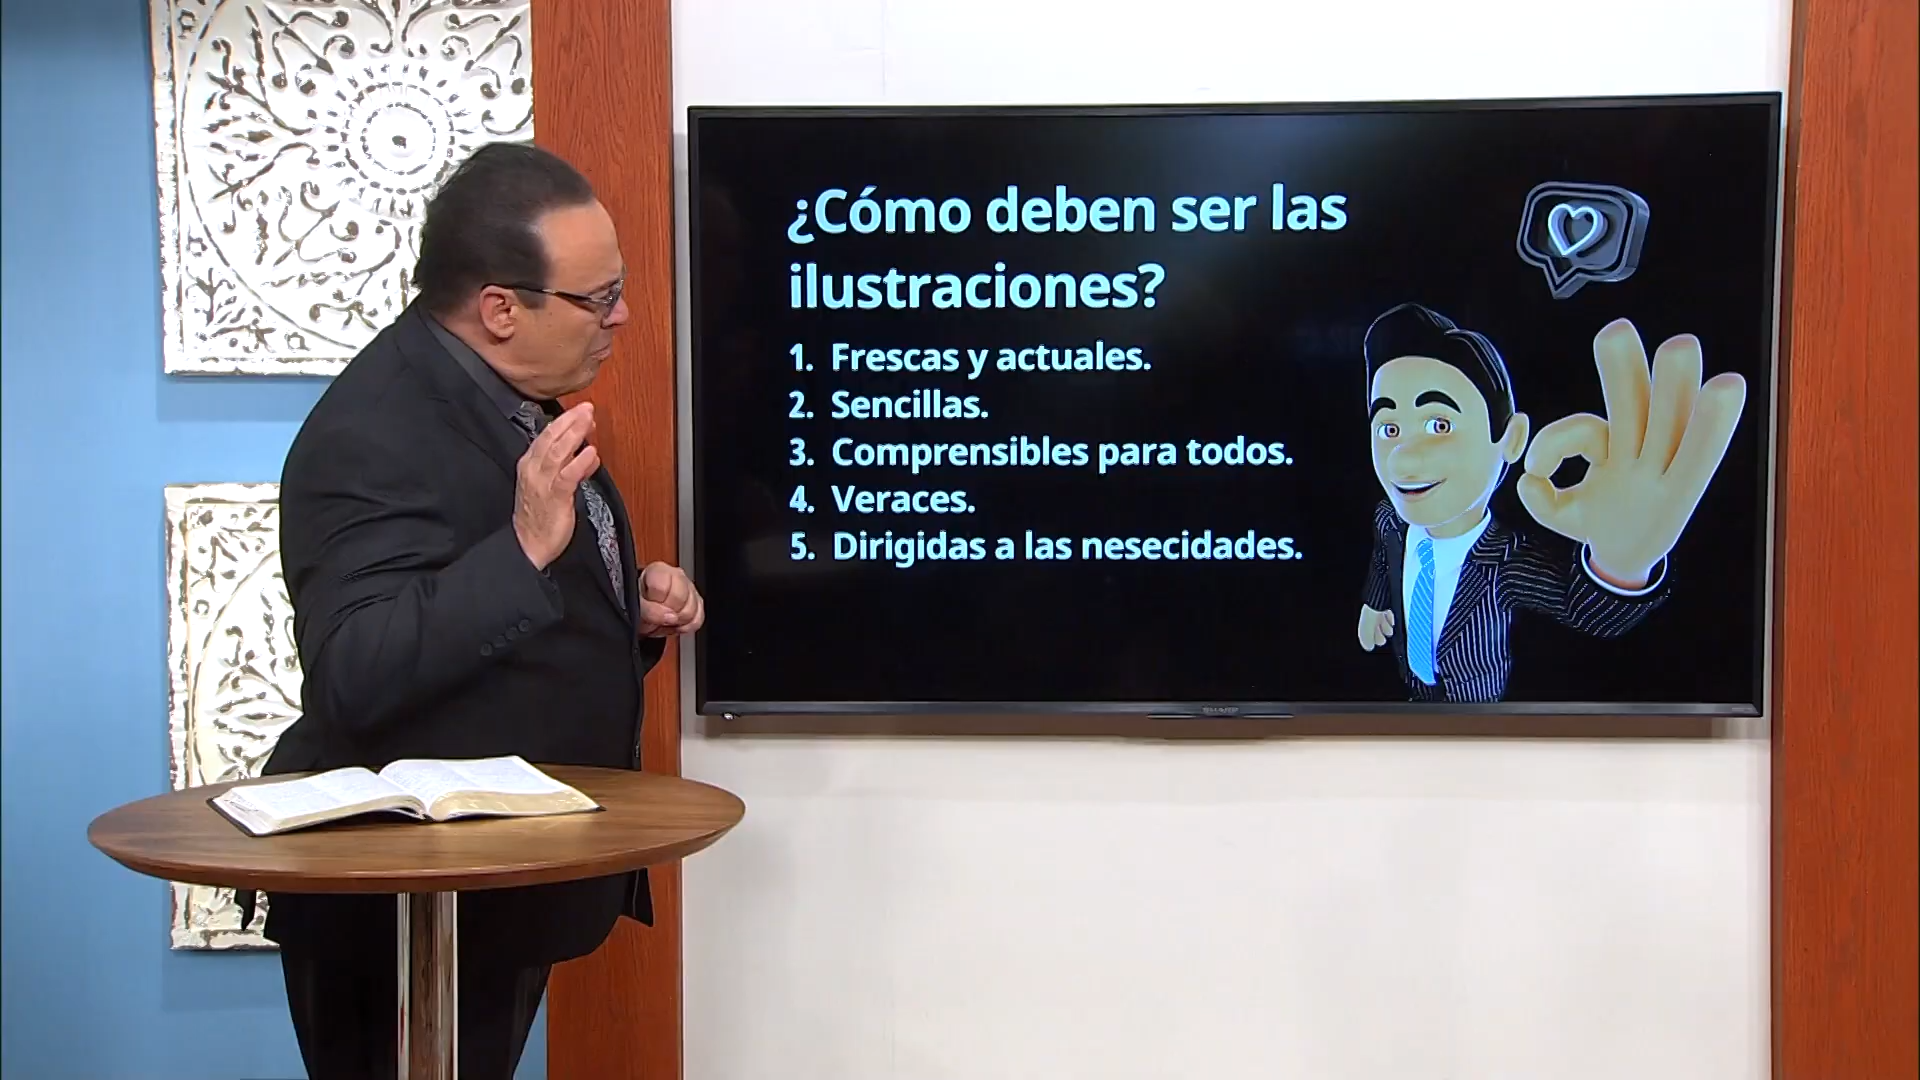 ¿Cómo deben ser las
ilustraciones?
1. Frescas y actuales.
2. Sencillas.
3. Comprensibles para todos.
4. Veraces.
5. Dirigidas a las nesecidades.
SHARP